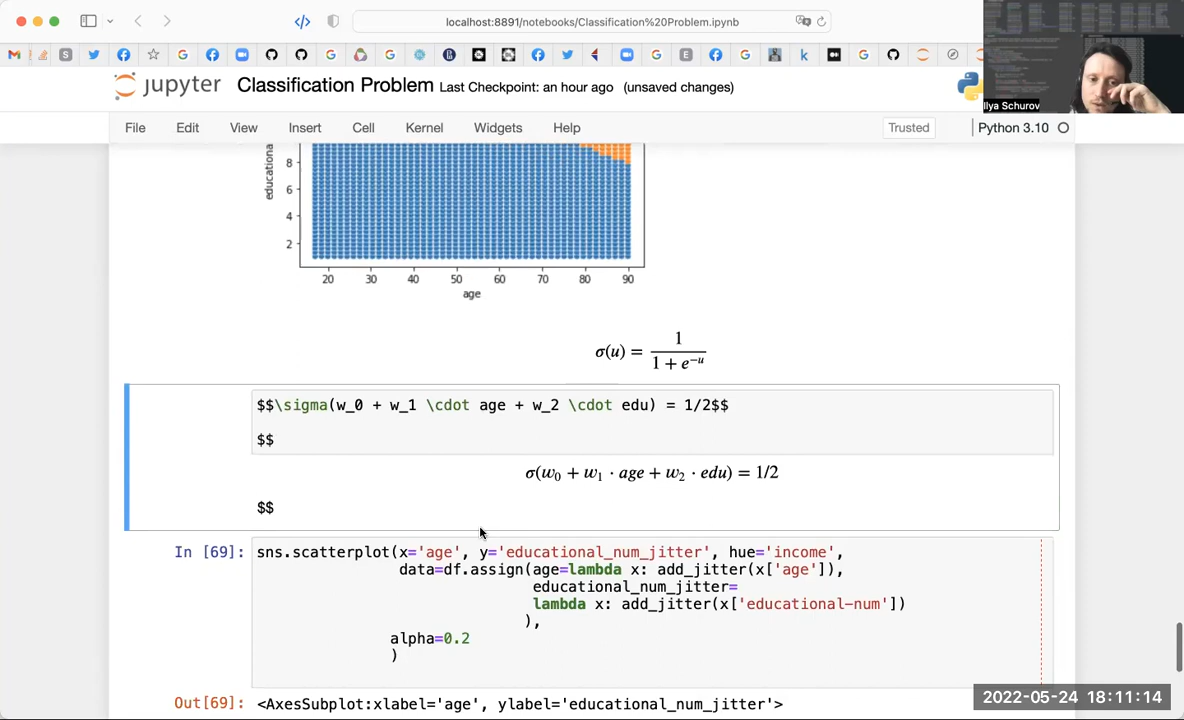 localhost:8891/notebooks/Classification%20Problem.ipynb
jupyter Classification Problem Last Checkpoint: an hour ago (unsaved changes)
Ilya Schurov
File Edit View Insert Cell Kernel Widgets Help Trusted Python 3.10
educationa
8
6
4
2
20 30 40 50 60 70 80 90
age
σ(u) = 1 / (1 + e^{−u})
$$\sigma(w_0 + w_1 \cdot age + w_2 \cdot edu) = 1/2$$
$$
σ(w₀ + w₁ · age + w₂ · edu) = 1/2
$$
In [69]: sns.scatterplot(x='age', y='educational_num_jitter', hue='income',
data=df.assign(age=lambda x: add_jitter(x['age']),
educational_num_jitter=
lambda x: add_jitter(x['educational-num'])
),
alpha=0.2
)
Out[69]: <AxesSubplot:xlabel='age', ylabel='educational_num_jitter'>
2022-05-24 18:11:14